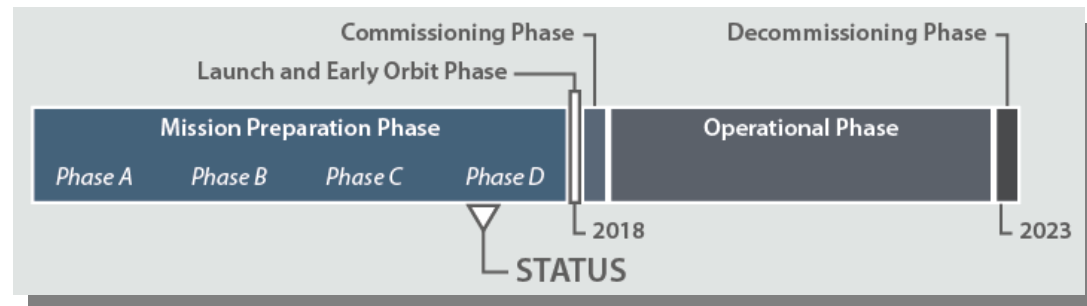 Commissioning Phase
Decommissioning Phase
Launch and Early Orbit Phase
Mission Preparation Phase
Operational Phase
Phase A
Phase B
Phase C
Phase D
2018
2023
STATUS